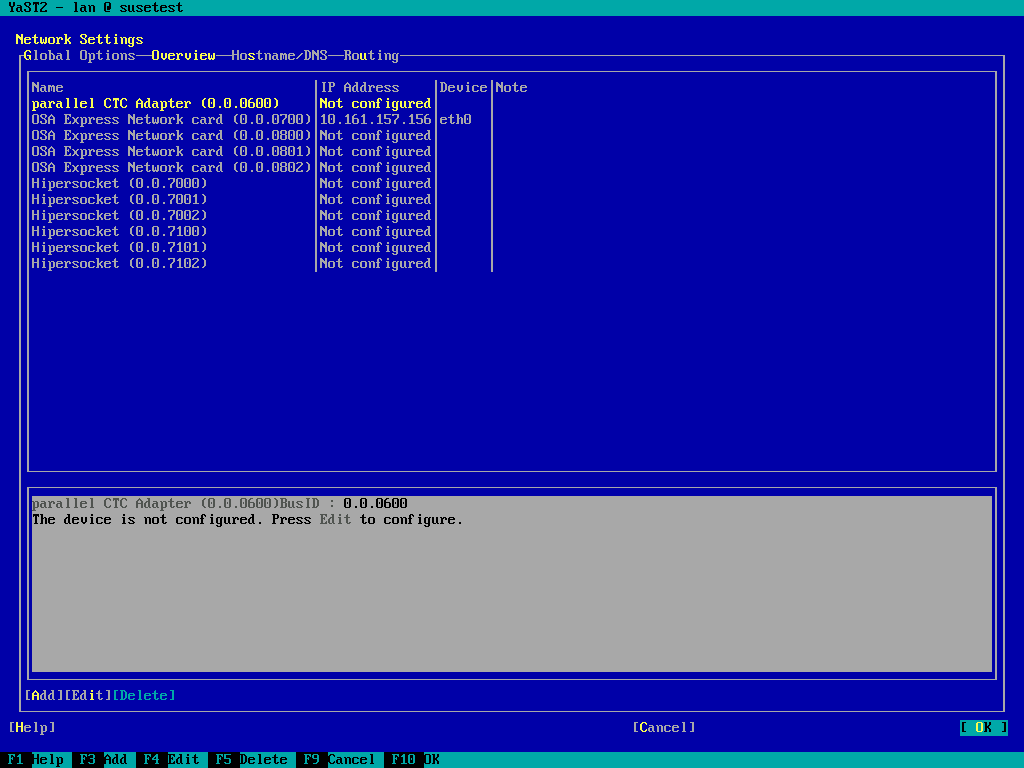 YaST2 - lan @ susetest
Network Settings
Global Options Overview Hostname/DNS Routing
Name IP Address Device Note
parallel CTC Adapter (0.0.0600) Not configured
OSA Express Network card (0.0.0700) 10.161.157.156 eth0
OSA Express Network card (0.0.0800) Not configured
OSA Express Network card (0.0.0801) Not configured
OSA Express Network card (0.0.0802) Not configured
Hipersocket (0.0.7000) Not configured
Hipersocket (0.0.7001) Not configured
Hipersocket (0.0.7002) Not configured
Hipersocket (0.0.7100) Not configured
Hipersocket (0.0.7101) Not configured
Hipersocket (0.0.7102) Not configured
parallel CTC Adapter (0.0.0600)BusID : 0.0.0600
The device is not configured. Press Edit to configure.
[Add][Edit][Delete]
[Help] [Cancel] [ OK ]
F1 Help F3 Add F4 Edit F5 Delete F9 Cancel F10 OK